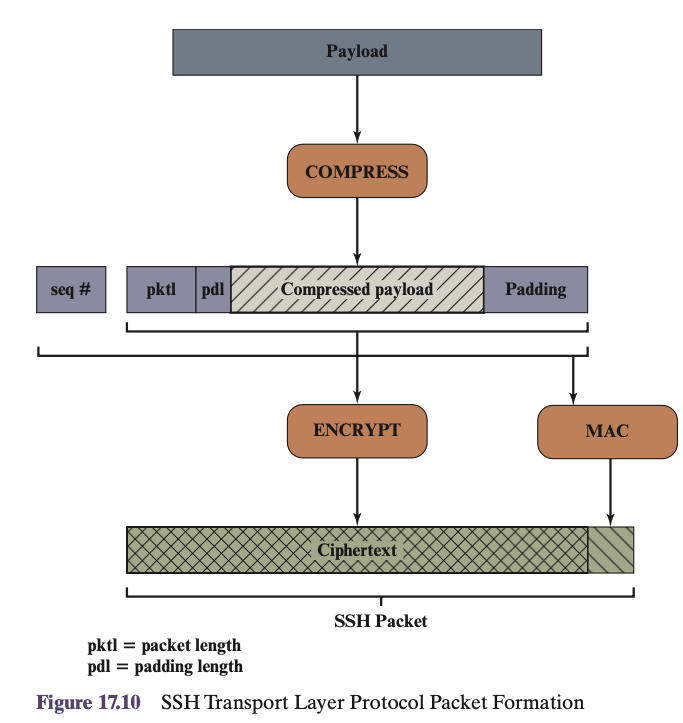 Payload
COMPRESS
seq # pktl pdl Compressed payload Padding
ENCRYPT MAC
Ciphertext
SSH Packet
pktl = packet length
pdl = padding length
Figure 17.10 SSH Transport Layer Protocol Packet Formation